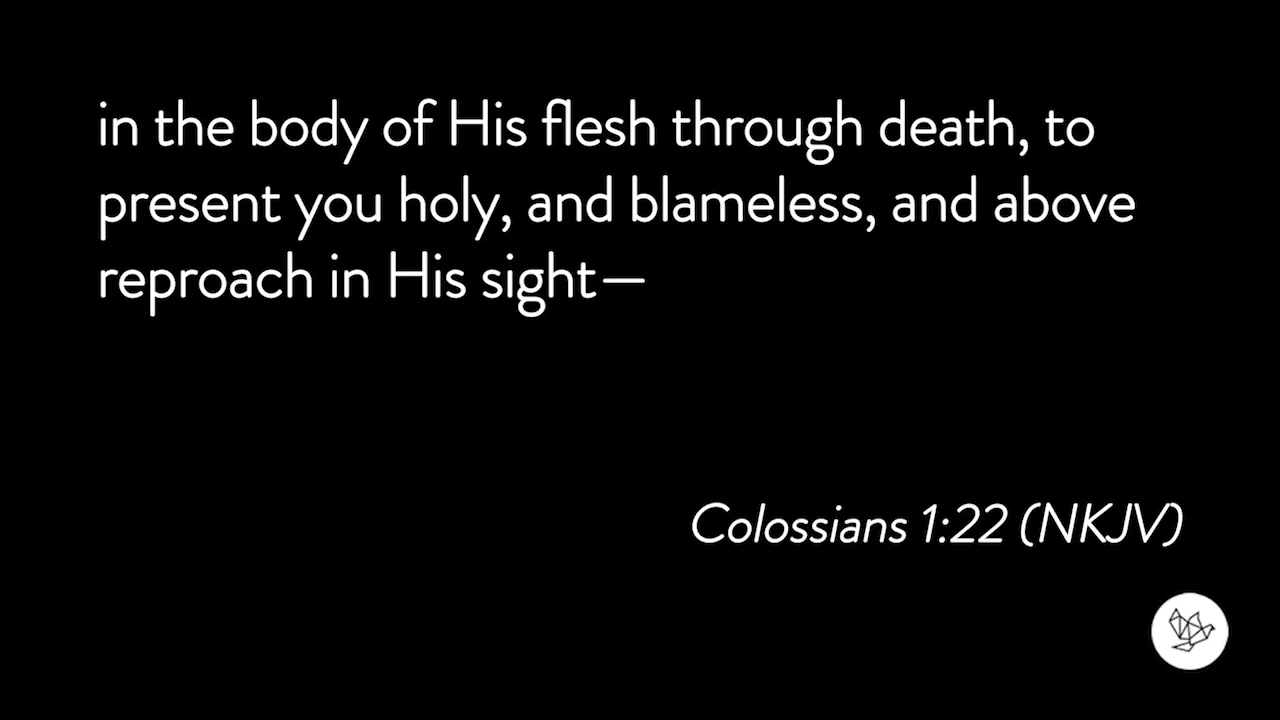 in the body of His flesh through death, to
present you holy, and blameless, and above
reproach in His sight—
Colossians 1:22 (NKJV)